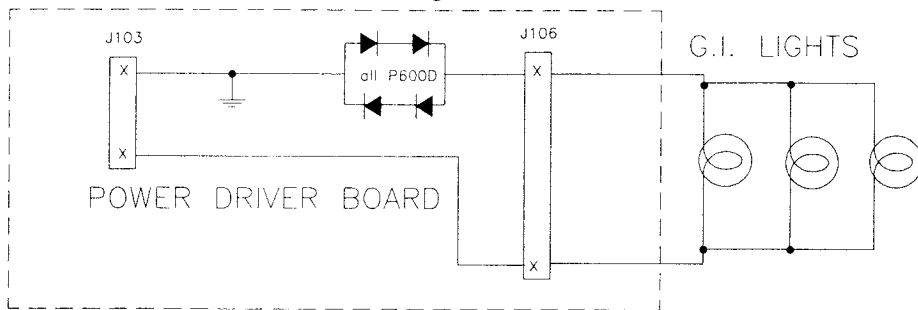 J103
J106
G.I. LIGHTS
all P600D
X
X
X
X
POWER DRIVER BOARD